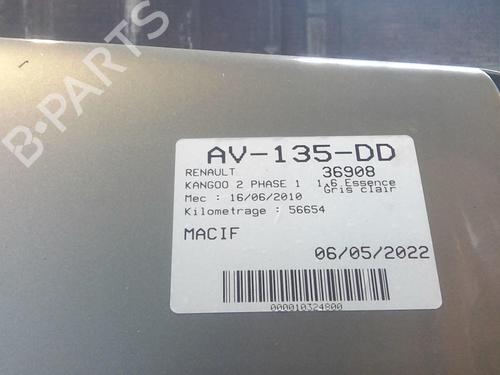 AV-135-DD
RENAULT 36908
KANGOO 2 PHASE 1 1.6 Essence
Gris clair
Mec : 16/06/2010
Kilometrage : 56654
MACIF
06/05/2022
000010324800
B-PARTS